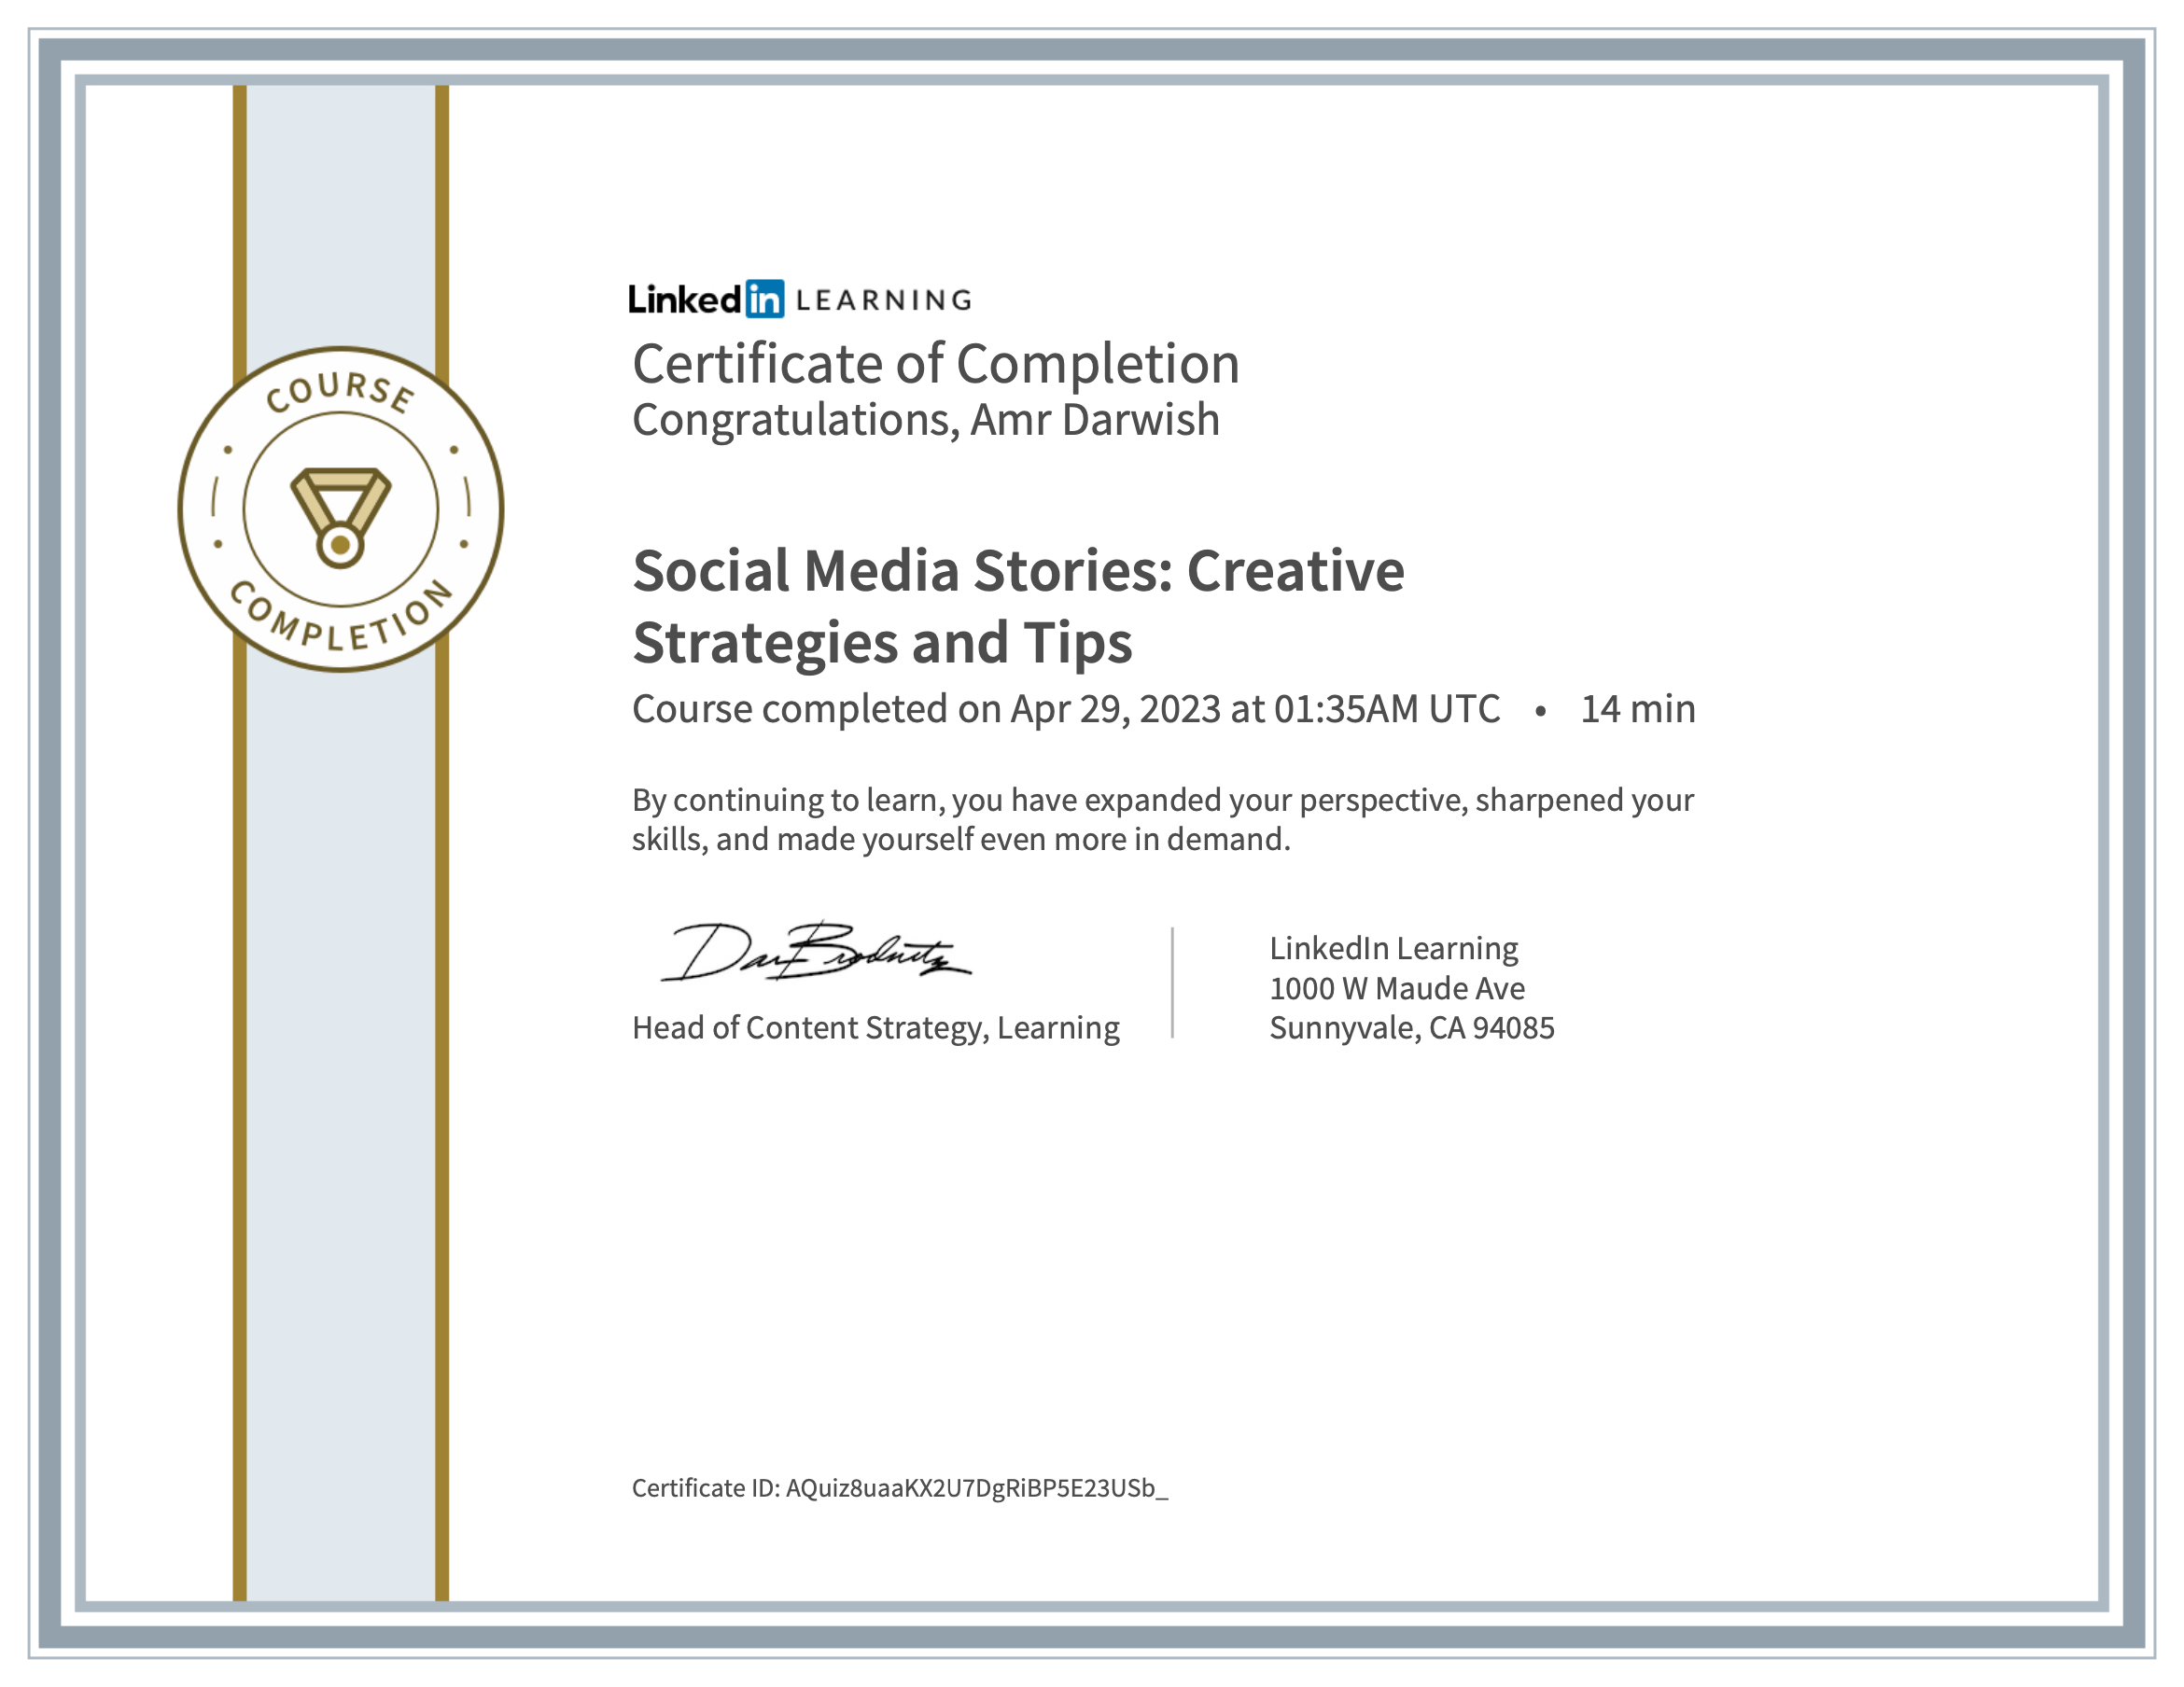 COURSE
COMPLETION
Linked in LEARNING
Certificate of Completion
Congratulations, Amr Darwish
Social Media Stories: Creative
Strategies and Tips
Course completed on Apr 29, 2023 at 01:35AM UTC • 14 min
By continuing to learn, you have expanded your perspective, sharpened your
skills, and made yourself even more in demand.
Dan Brodnitz
Head of Content Strategy, Learning
LinkedIn Learning
1000 W Maude Ave
Sunnyvale, CA 94085
Certificate ID: AQuiz8uaaKX2U7DgRiBP5E23USb_